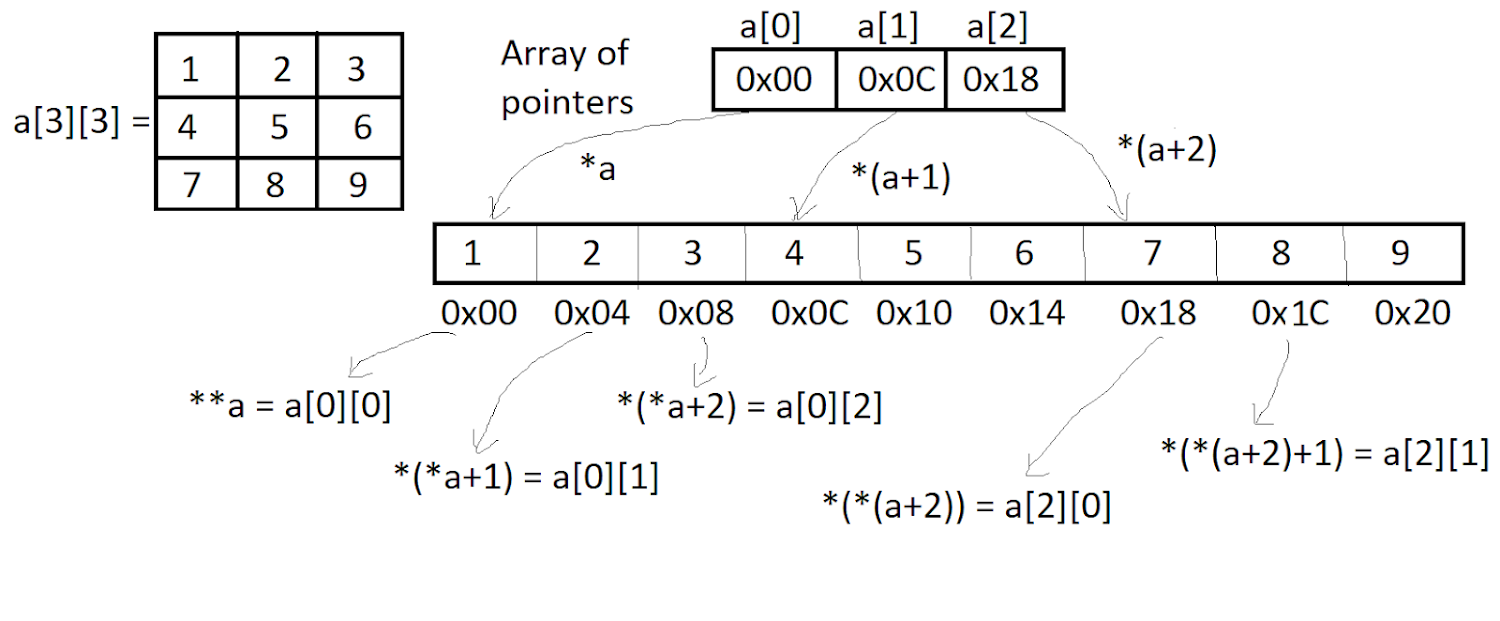 a[3][3] =
1 2 3
4 5 6
7 8 9
Array of
pointers
a[0] a[1] a[2]
0x00 0x0C 0x18
*a
*(a+1)
*(a+2)
1 2 3 4 5 6 7 8 9
0x00 0x04 0x08 0x0C 0x10 0x14 0x18 0x1C 0x20
**a = a[0][0]
*(*a+2) = a[0][2]
*(*a+1) = a[0][1]
*(*(a+2)+1) = a[2][1]
*(*(a+2)) = a[2][0]